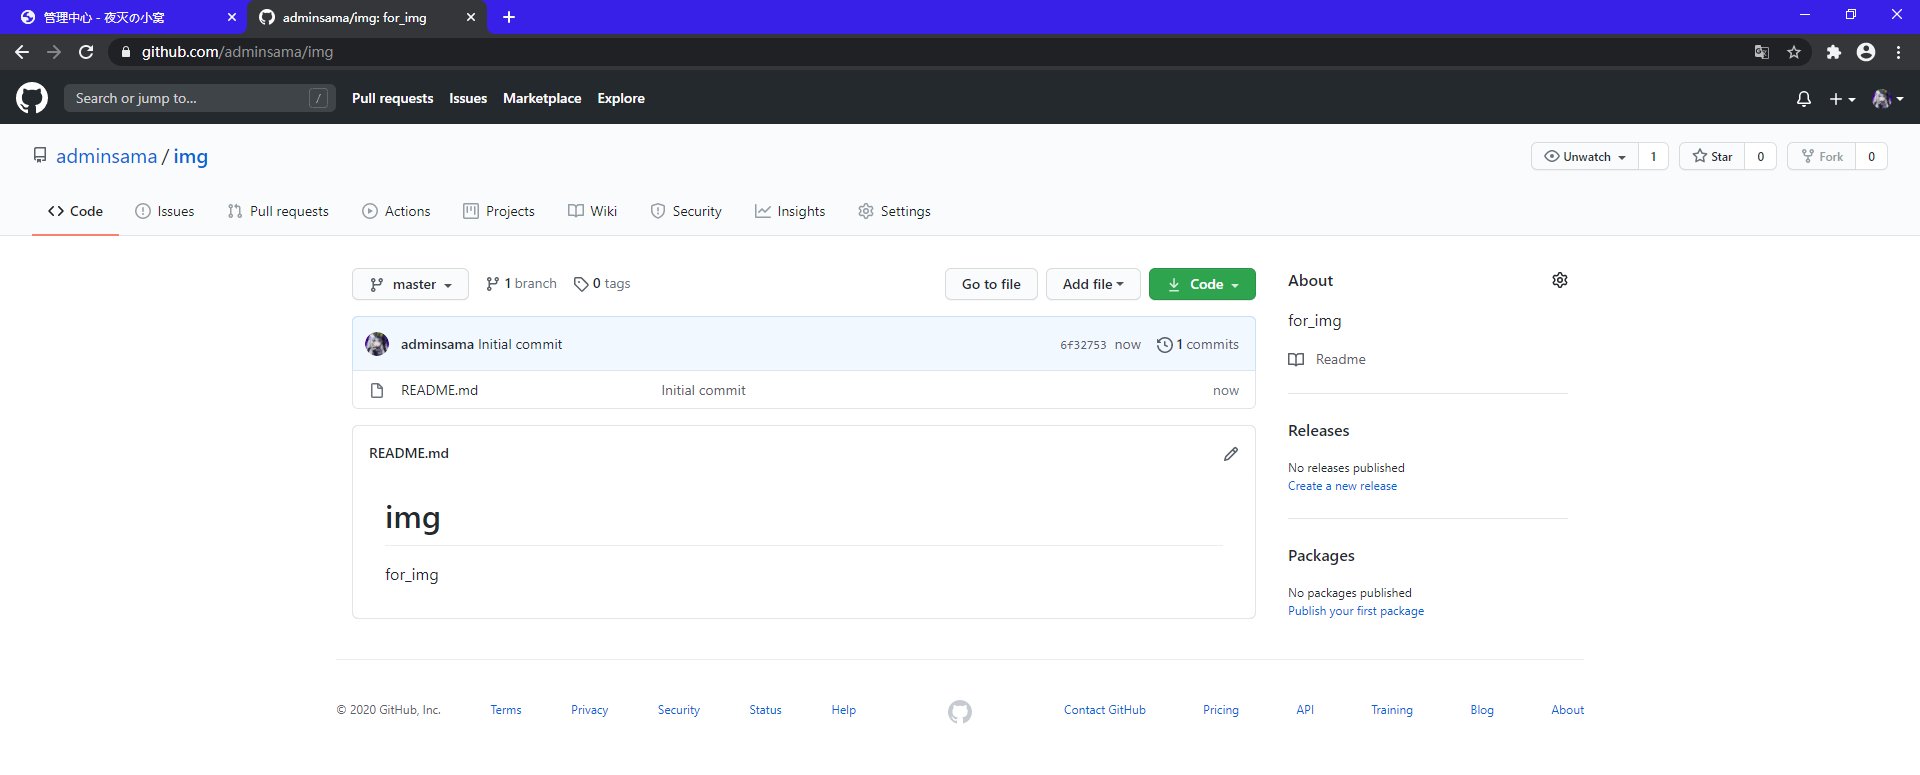 管理中心 - 夜灭の小窝
adminsama/img: for_img
github.com/adminsama/img
Search or jump to... /
Pull requests Issues Marketplace Explore
adminsama / img
Unwatch 1 Star 0 Fork 0
Code Issues Pull requests Actions Projects Wiki Security Insights Settings
master 1 branch 0 tags Go to file Add file Code
adminsama Initial commit 6f32753 now 1 commits
README.md Initial commit now
README.md
img
for_img
About
for_img
Readme
Releases
No releases published
Create a new release
Packages
No packages published
Publish your first package
© 2020 GitHub, Inc. Terms Privacy Security Status Help Contact GitHub Pricing API Training Blog About